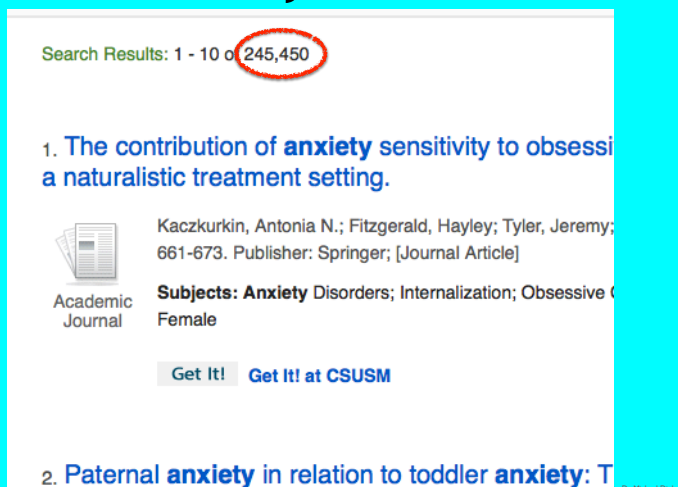 Search Results: 1 - 10 o 245,450
1. The contribution of anxiety sensitivity to obsessi
a naturalistic treatment setting.
Kaczkurkin, Antonia N.; Fitzgerald, Hayley; Tyler, Jeremy;
661-673. Publisher: Springer; [Journal Article]
Academic
Journal
Subjects: Anxiety Disorders; Internalization; Obsessive
Female
Get It! Get It! at CSUSM
2. Paternal anxiety in relation to toddler anxiety: T